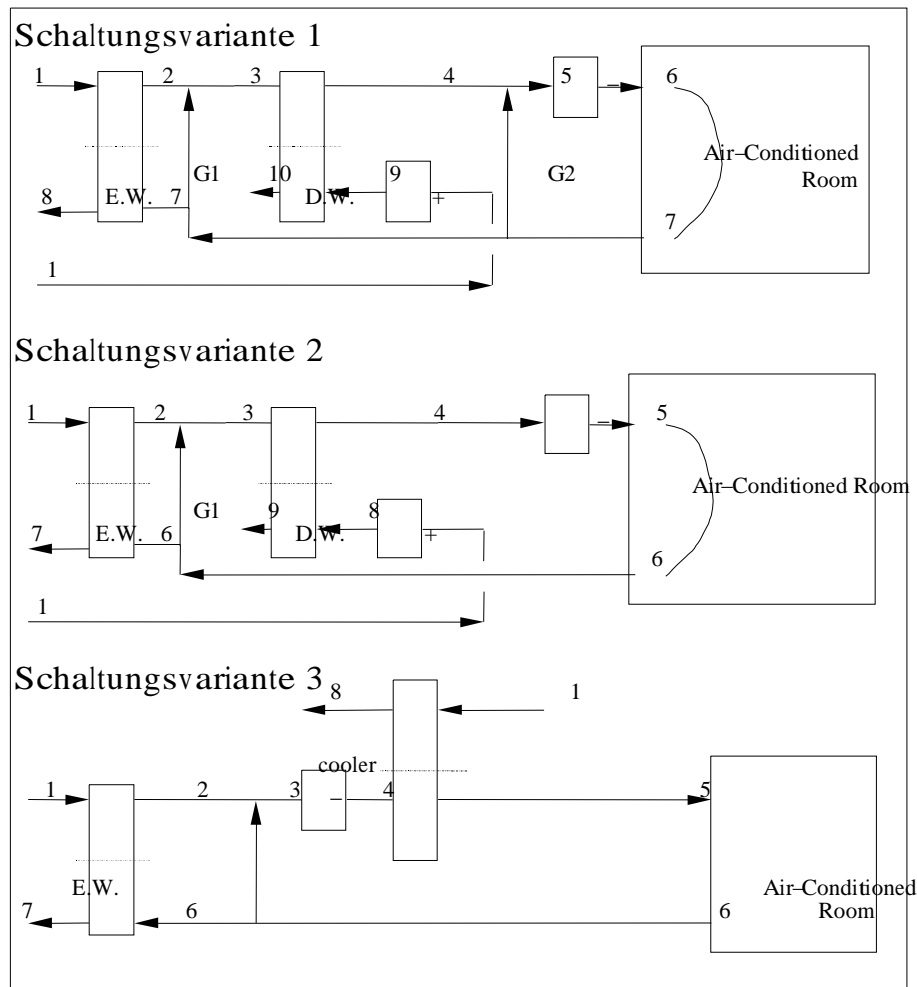 Schaltungsvariante 1
1 2 3 4 5 6
Air-Conditioned
Room
G1 10 9 G2
8 E.W. 7 D.W. + 7
1
Schaltungsvariante 2
1 2 3 4 5
Air-Conditioned Room
G1 9 8
7 E.W. 6 D.W. + 6
1
Schaltungsvariante 3
8 1
cooler
1 2 3 4 5
E.W.
Air-Conditioned
Room
7 6 6